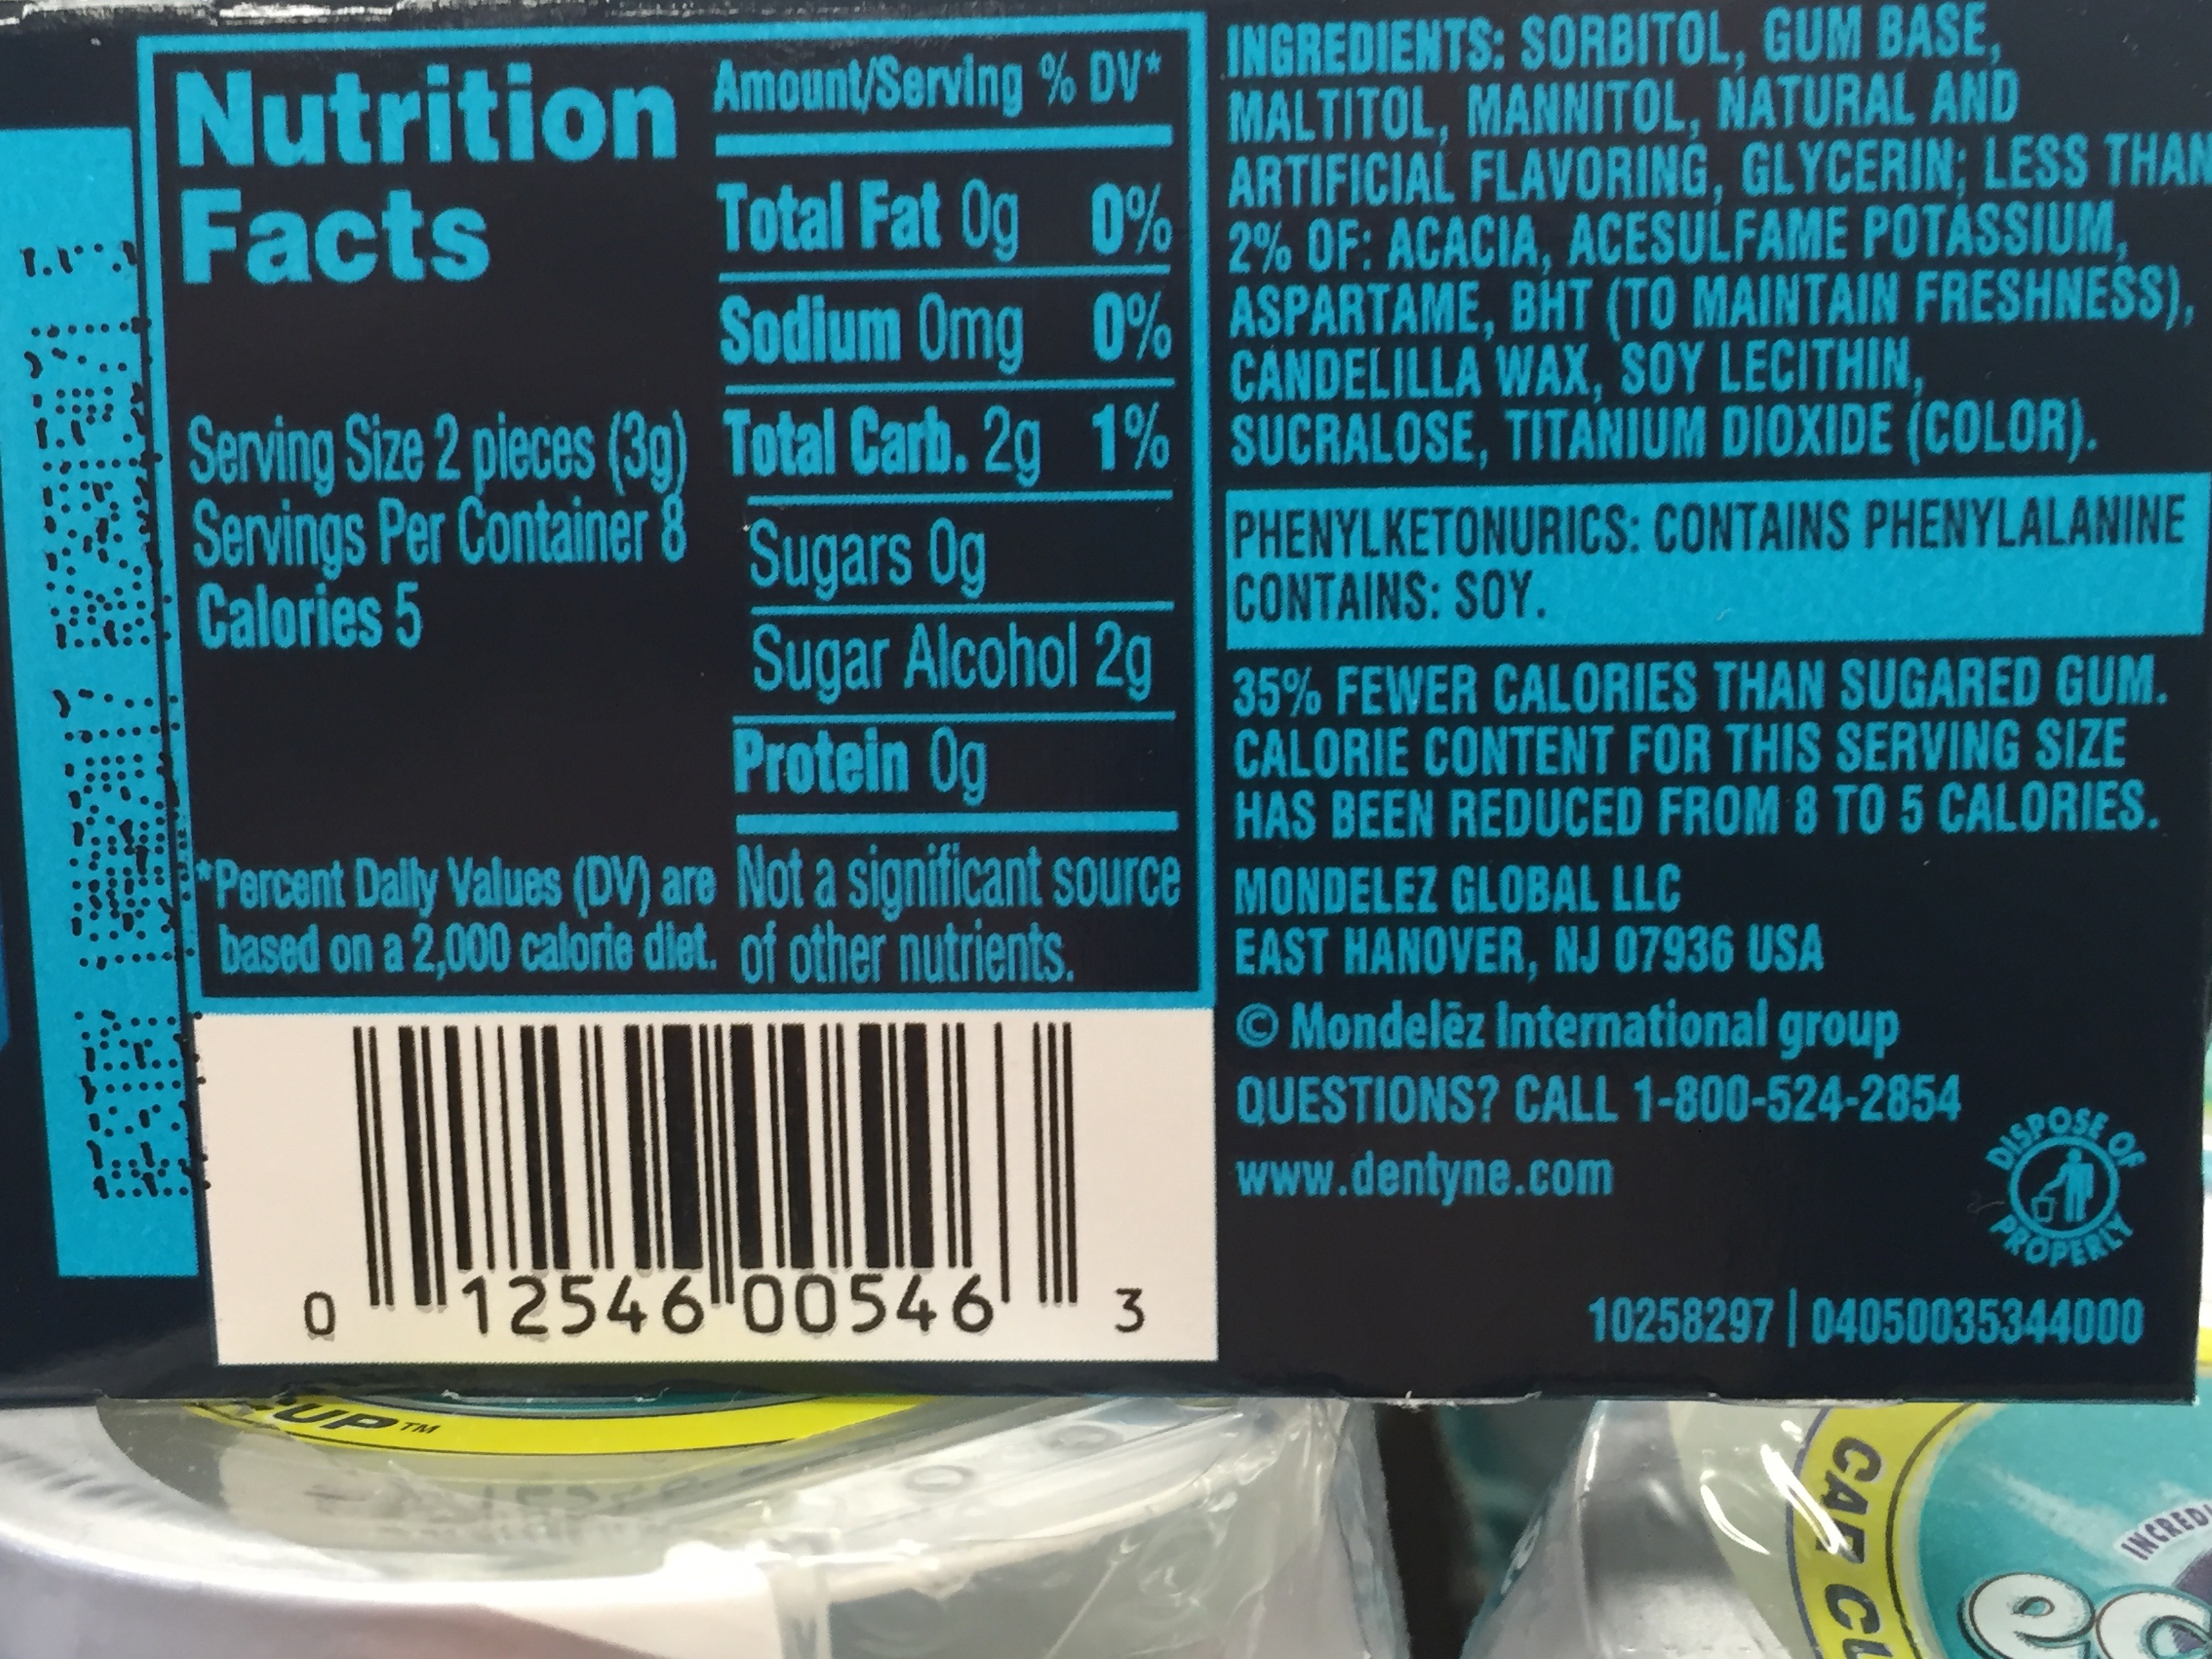 Nutrition
Facts
Serving Size 2 pieces (3g)
Servings Per Container 8
Calories 5
*Percent Daily Values (DV) are
based on a 2,000 calorie diet.
Amount/Serving % DV*
Total Fat 0g 0%
Sodium 0mg 0%
Total Carb. 2g 1%
Sugars 0g
Sugar Alcohol 2g
Protein 0g
Not a significant source
of other nutrients.
0 12546 00546 3
INGREDIENTS: SORBITOL, GUM BASE,
MALTITOL, MANNITOL, NATURAL AND
ARTIFICIAL FLAVORING, GLYCERIN; LESS THAN
2% OF: ACACIA, ACESULFAME POTASSIUM,
ASPARTAME, BHT (TO MAINTAIN FRESHNESS),
CANDELILLA WAX, SOY LECITHIN,
SUCRALOSE, TITANIUM DIOXIDE (COLOR).
PHENYLKETONURICS: CONTAINS PHENYLALANINE
CONTAINS: SOY.
35% FEWER CALORIES THAN SUGARED GUM.
CALORIE CONTENT FOR THIS SERVING SIZE
HAS BEEN REDUCED FROM 8 TO 5 CALORIES.
MONDELEZ GLOBAL LLC
EAST HANOVER, NJ 07936 USA
© Mondelēz International group
QUESTIONS? CALL 1-800-524-2854
www.dentyne.com
DISPOSE OF
PROPERLY
10258297 | 04050035344000
UP™
CAR CU
INCRED
ec